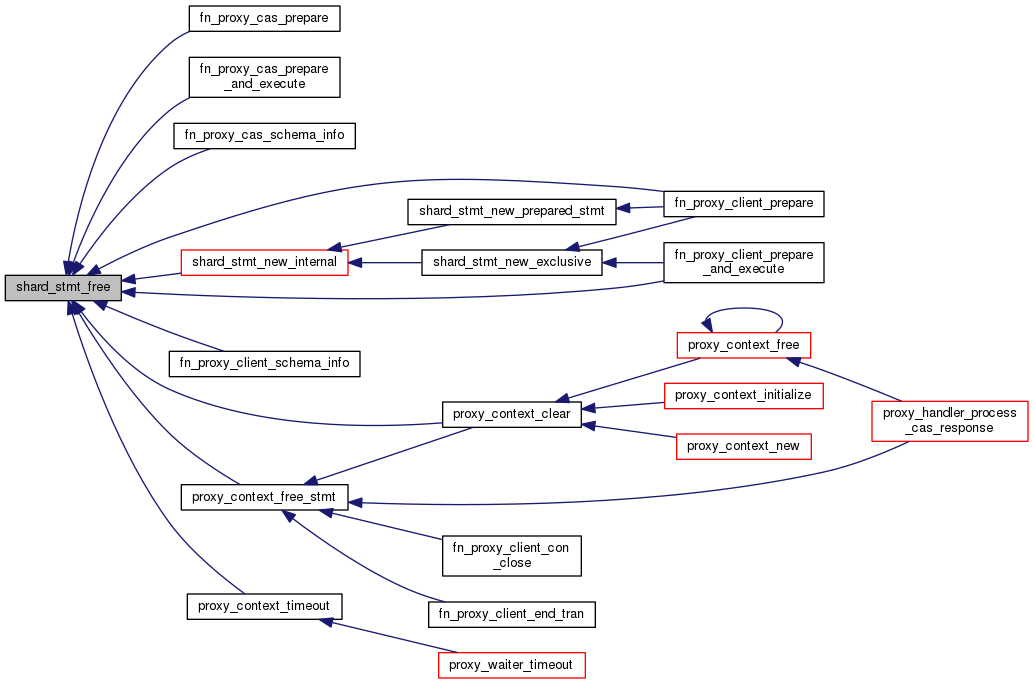 fn_proxy_cas_prepare
fn_proxy_cas_prepare
_and_execute
fn_proxy_cas_schema_info
fn_proxy_client_prepare
shard_stmt_new_prepared_stmt
shard_stmt_new_internal
shard_stmt_new_exclusive
fn_proxy_client_prepare
_and_execute
shard_stmt_free
proxy_context_free
fn_proxy_client_schema_info
proxy_context_initialize
proxy_context_clear
proxy_handler_process
_cas_response
proxy_context_new
proxy_context_free_stmt
fn_proxy_client_con
_close
proxy_context_timeout
fn_proxy_client_end_tran
proxy_waiter_timeout